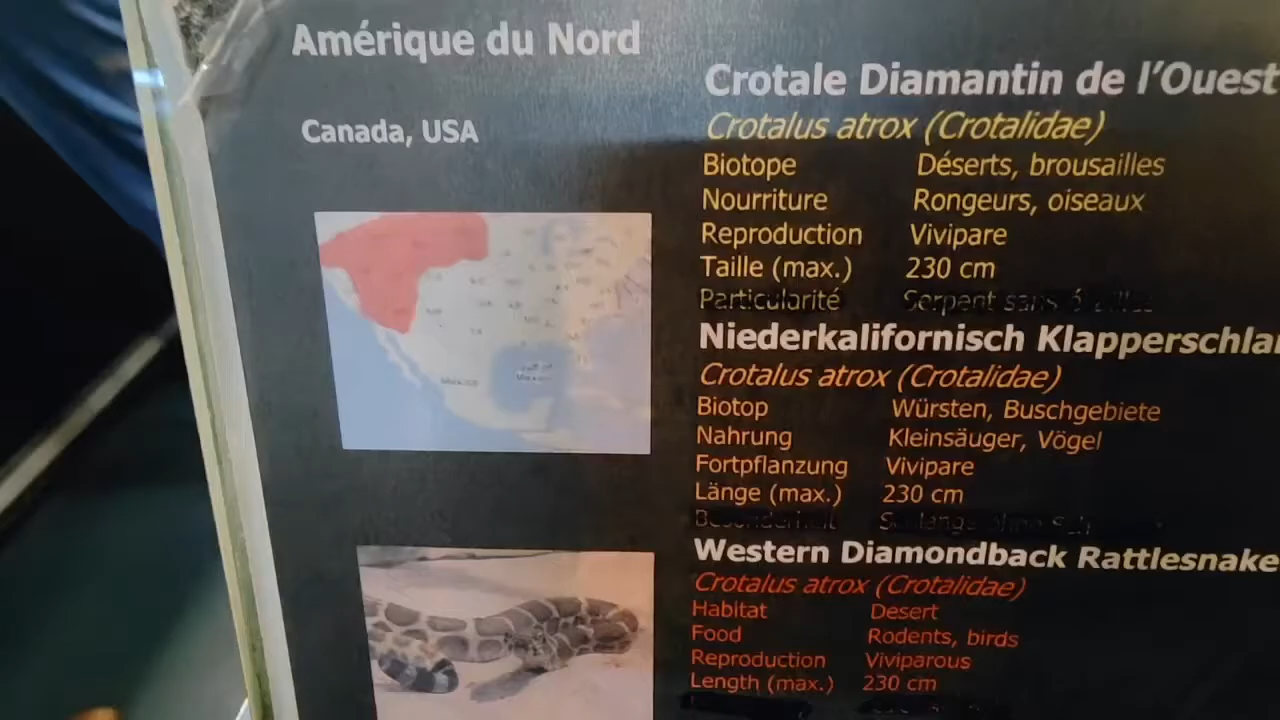 Amérique du Nord
Canada, USA
Crotale Diamantin de l'Ouest
Crotalus atrox (Crotalidae)
Biotope Déserts, brousailles
Nourriture Rongeurs, oiseaux
Reproduction Vivipare
Taille (max.) 230 cm
Particularité Serpent sans
Niederkalifornisch
Crotalus atrox (Crotalidae)
Biotop Würsten, Buschgebiete
Nahrung Kleinsäuger, Vögel
Fortpflanzung Vivipare
Länge (max.) 230 cm
Western Diamondback Rattlesnake
Crotalus atrox (Crotalidae)
Habitat Desert
Food Rodents, birds
Reproduction Viviparous
Length (max.) 230 cm